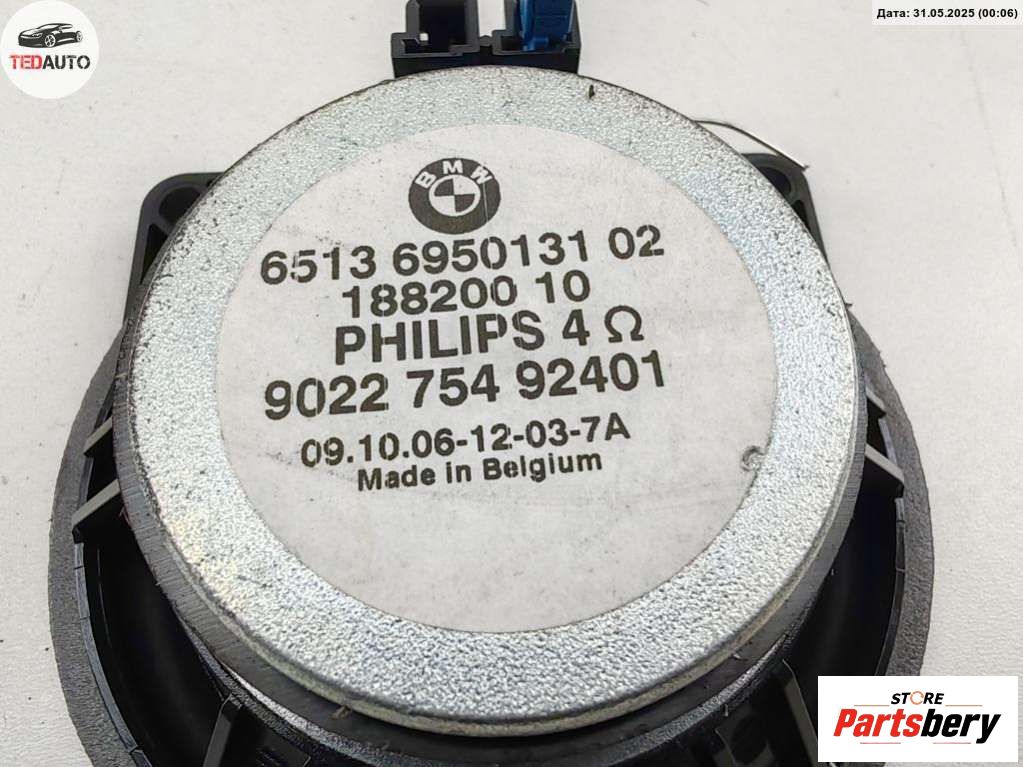 Дата: 31.05.2025 (00:06)
TEDAUTO
BMW
6513 6950131 02
188200 10
PHILIPS 4 Ω
9022 754 92401
09.10.06-12-03-7A
Made in Belgium
STORE
Partsbery